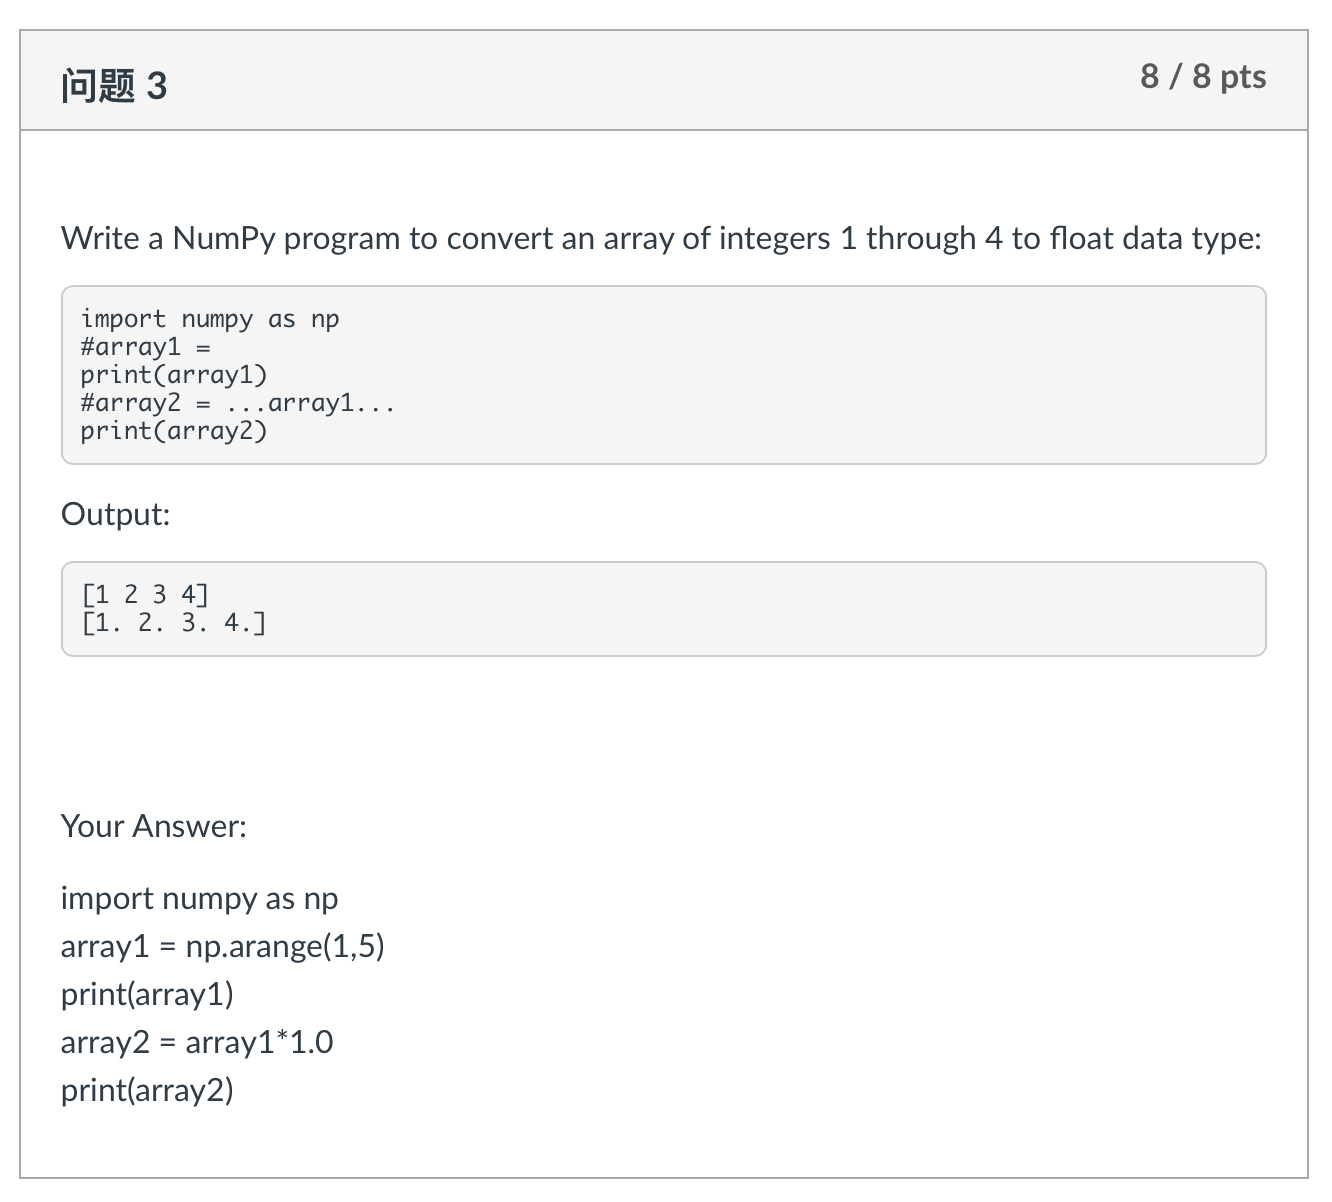 问题 3
8 / 8 pts
Write a NumPy program to convert an array of integers 1 through 4 to float data type:
import numpy as np
#array1 =
print(array1)
#array2 = ...array1...
print(array2)
Output:
[1 2 3 4]
[1. 2. 3. 4.]
Your Answer:
import numpy as np
array1 = np.arange(1,5)
print(array1)
array2 = array1*1.0
print(array2)